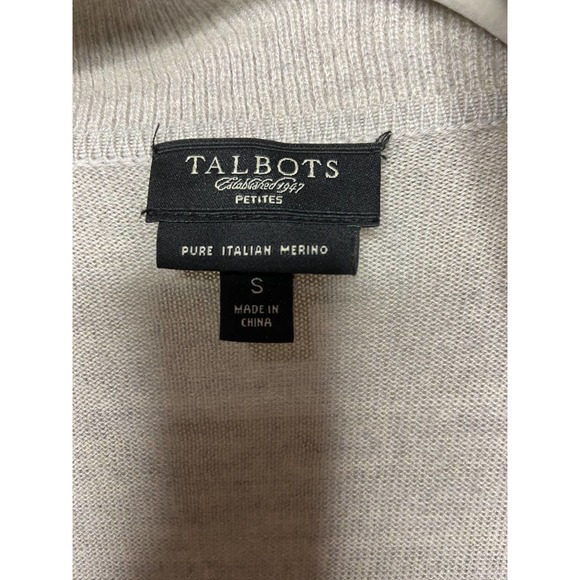 TALBOTS
Established 1947
PETITES
PURE ITALIAN MERINO
S
MADE IN
CHINA